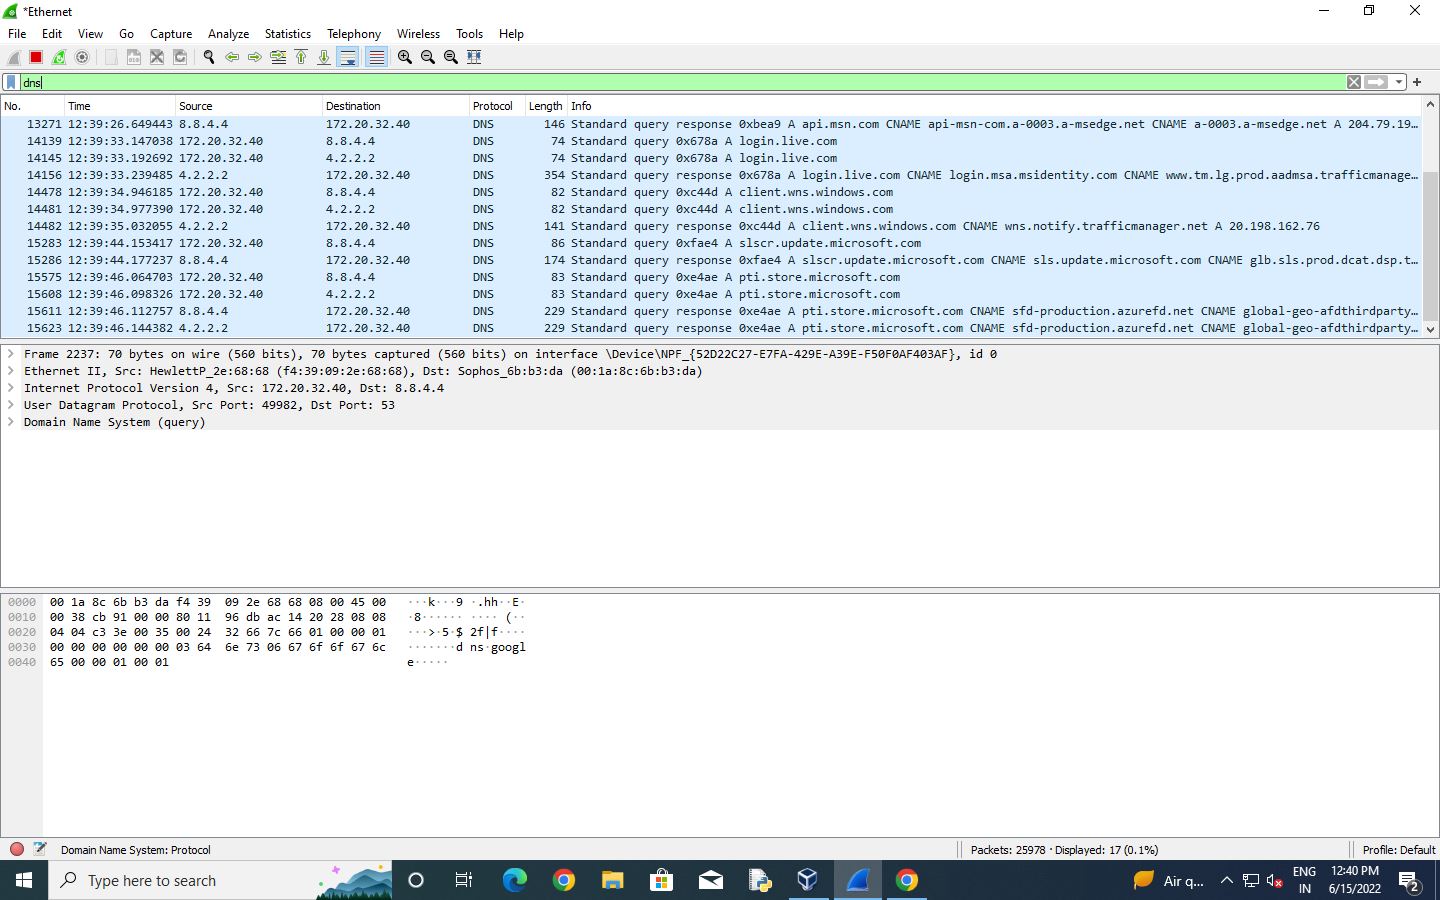 *Ethernet
File Edit View Go Capture Analyze Statistics Telephony Wireless Tools Help
dns
No. Time Source Destination Protocol Length Info
13271 12:39:26.649443 8.8.4.4 172.20.32.40 DNS 146 Standard query response 0xbea9 A api.msn.com CNAME api-msn-com.a-0003.a-msedge.net CNAME a-0003.a-msedge.net A 204.79.19…
14139 12:39:33.147038 172.20.32.40 8.8.4.4 DNS 74 Standard query 0x678a A login.live.com
14145 12:39:33.192692 172.20.32.40 4.2.2.2 DNS 74 Standard query 0x678a A login.live.com
14156 12:39:33.239485 4.2.2.2 172.20.32.40 DNS 354 Standard query response 0x678a A login.live.com CNAME login.msa.msidentity.com CNAME www.tm.lg.prod.aadmsa.trafficmanage…
14478 12:39:34.946185 172.20.32.40 8.8.4.4 DNS 82 Standard query 0xc44d A client.wns.windows.com
14481 12:39:34.977390 172.20.32.40 4.2.2.2 DNS 82 Standard query 0xc44d A client.wns.windows.com
14482 12:39:35.032055 4.2.2.2 172.20.32.40 DNS 141 Standard query response 0xc44d A client.wns.windows.com CNAME wns.notify.trafficmanager.net A 20.198.162.76
15283 12:39:44.153417 172.20.32.40 8.8.4.4 DNS 86 Standard query 0xfae4 A slscr.update.microsoft.com
15286 12:39:44.177237 8.8.4.4 172.20.32.40 DNS 174 Standard query response 0xfae4 A slscr.update.microsoft.com CNAME sls.update.microsoft.com CNAME glb.sls.prod.dcat.dsp.t…
15575 12:39:46.064703 172.20.32.40 8.8.4.4 DNS 83 Standard query 0xe4ae A pti.store.microsoft.com
15608 12:39:46.098326 172.20.32.40 4.2.2.2 DNS 83 Standard query 0xe4ae A pti.store.microsoft.com
15611 12:39:46.112757 8.8.4.4 172.20.32.40 DNS 229 Standard query response 0xe4ae A pti.store.microsoft.com CNAME sfd-production.azurefd.net CNAME global-geo-afdthirdparty…
15623 12:39:46.144382 4.2.2.2 172.20.32.40 DNS 229 Standard query response 0xe4ae A pti.store.microsoft.com CNAME sfd-production.azurefd.net CNAME global-geo-afdthirdparty…
Frame 2237: 70 bytes on wire (560 bits), 70 bytes captured (560 bits) on interface \Device\NPF_{52D22C27-E7FA-429E-A39E-F50F0AF403AF}, id 0
Ethernet II, Src: HewlettP_2e:68:68 (f4:39:09:2e:68:68), Dst: Sophos_6b:b3:da (00:1a:8c:6b:b3:da)
Internet Protocol Version 4, Src: 172.20.32.40, Dst: 8.8.4.4
User Datagram Protocol, Src Port: 49982, Dst Port: 53
Domain Name System (query)
0000 00 1a 8c 6b b3 da f4 39 09 2e 68 68 08 00 45 00 ···k···9 ·.hh··E·
0010 00 38 cb 91 00 00 80 11 96 db ac 14 20 28 08 08 ·8······ ···· (··
0020 04 04 c3 3e 00 35 00 24 32 66 7c 66 01 00 00 01 ···>·5·$ 2f|f····
0030 00 00 00 00 00 00 03 64 6e 73 06 67 6f 6f 67 6c ·······d ns·googl
0040 65 00 00 01 00 01 e·····
Domain Name System: Protocol Packets: 25978 · Displayed: 17 (0.1%) Profile: Default
Type here to search Air q... ENG 12:40 PM
IN 6/15/2022 2